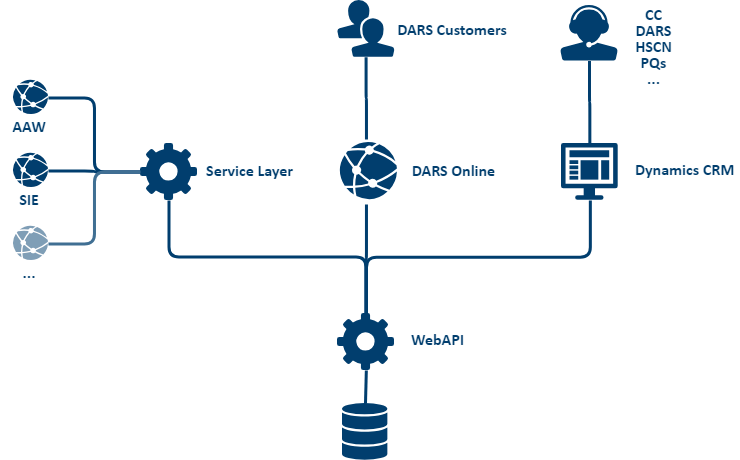 DARS Customers
CC
DARS
HSCN
PQs
...
AAW
SIE
...
Service Layer
DARS Online
Dynamics CRM
WebAPI